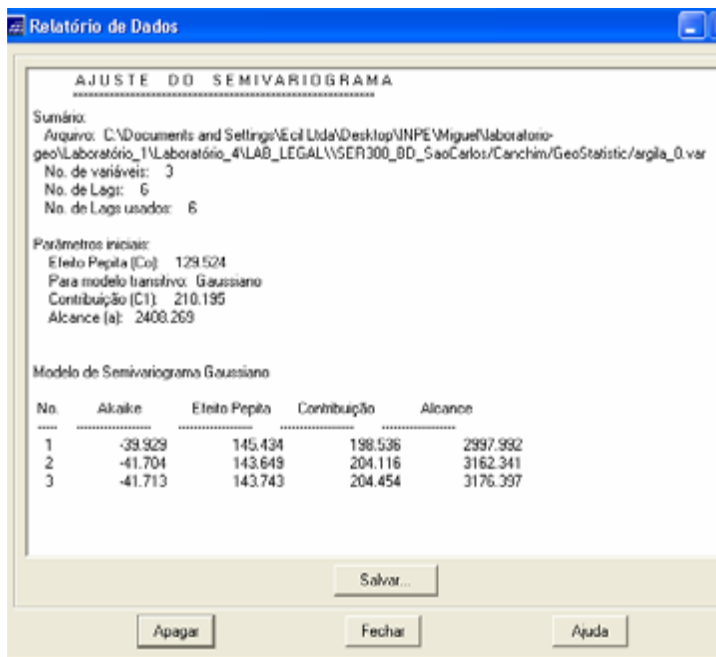 Relatório de Dados
AJUSTE DO SEMIVARIOGRAMA
Sumário:
Arquivo: C:\Documents and Settings\Ecil Ltda\Desktop\INPE\Miguel\laboratorio-
geo\Laboratório_1\Laboratório_4\LAB_LEGAL\\SER300_BD_SaoCarlos/Canchim/GeoStatistic/argila_0.var
No. de variáveis: 3
No. de Lags: 6
No. de Lags usados: 6
Parâmetros iniciais:
Efeito Pepita (Co): 129.524
Para modelo transitivo: Gaussiano
Contribuição (C1): 210.195
Alcance (a): 2408.269
Modelo de Semivariograma Gaussiano
No. Akaike Efeito Pepita Contribuição Alcance
1 -39.929 145.434 198.536 2997.992
2 -41.704 143.649 204.116 3162.341
3 -41.713 143.743 204.454 3176.397
Salvar...
Apagar Fechar Ajuda